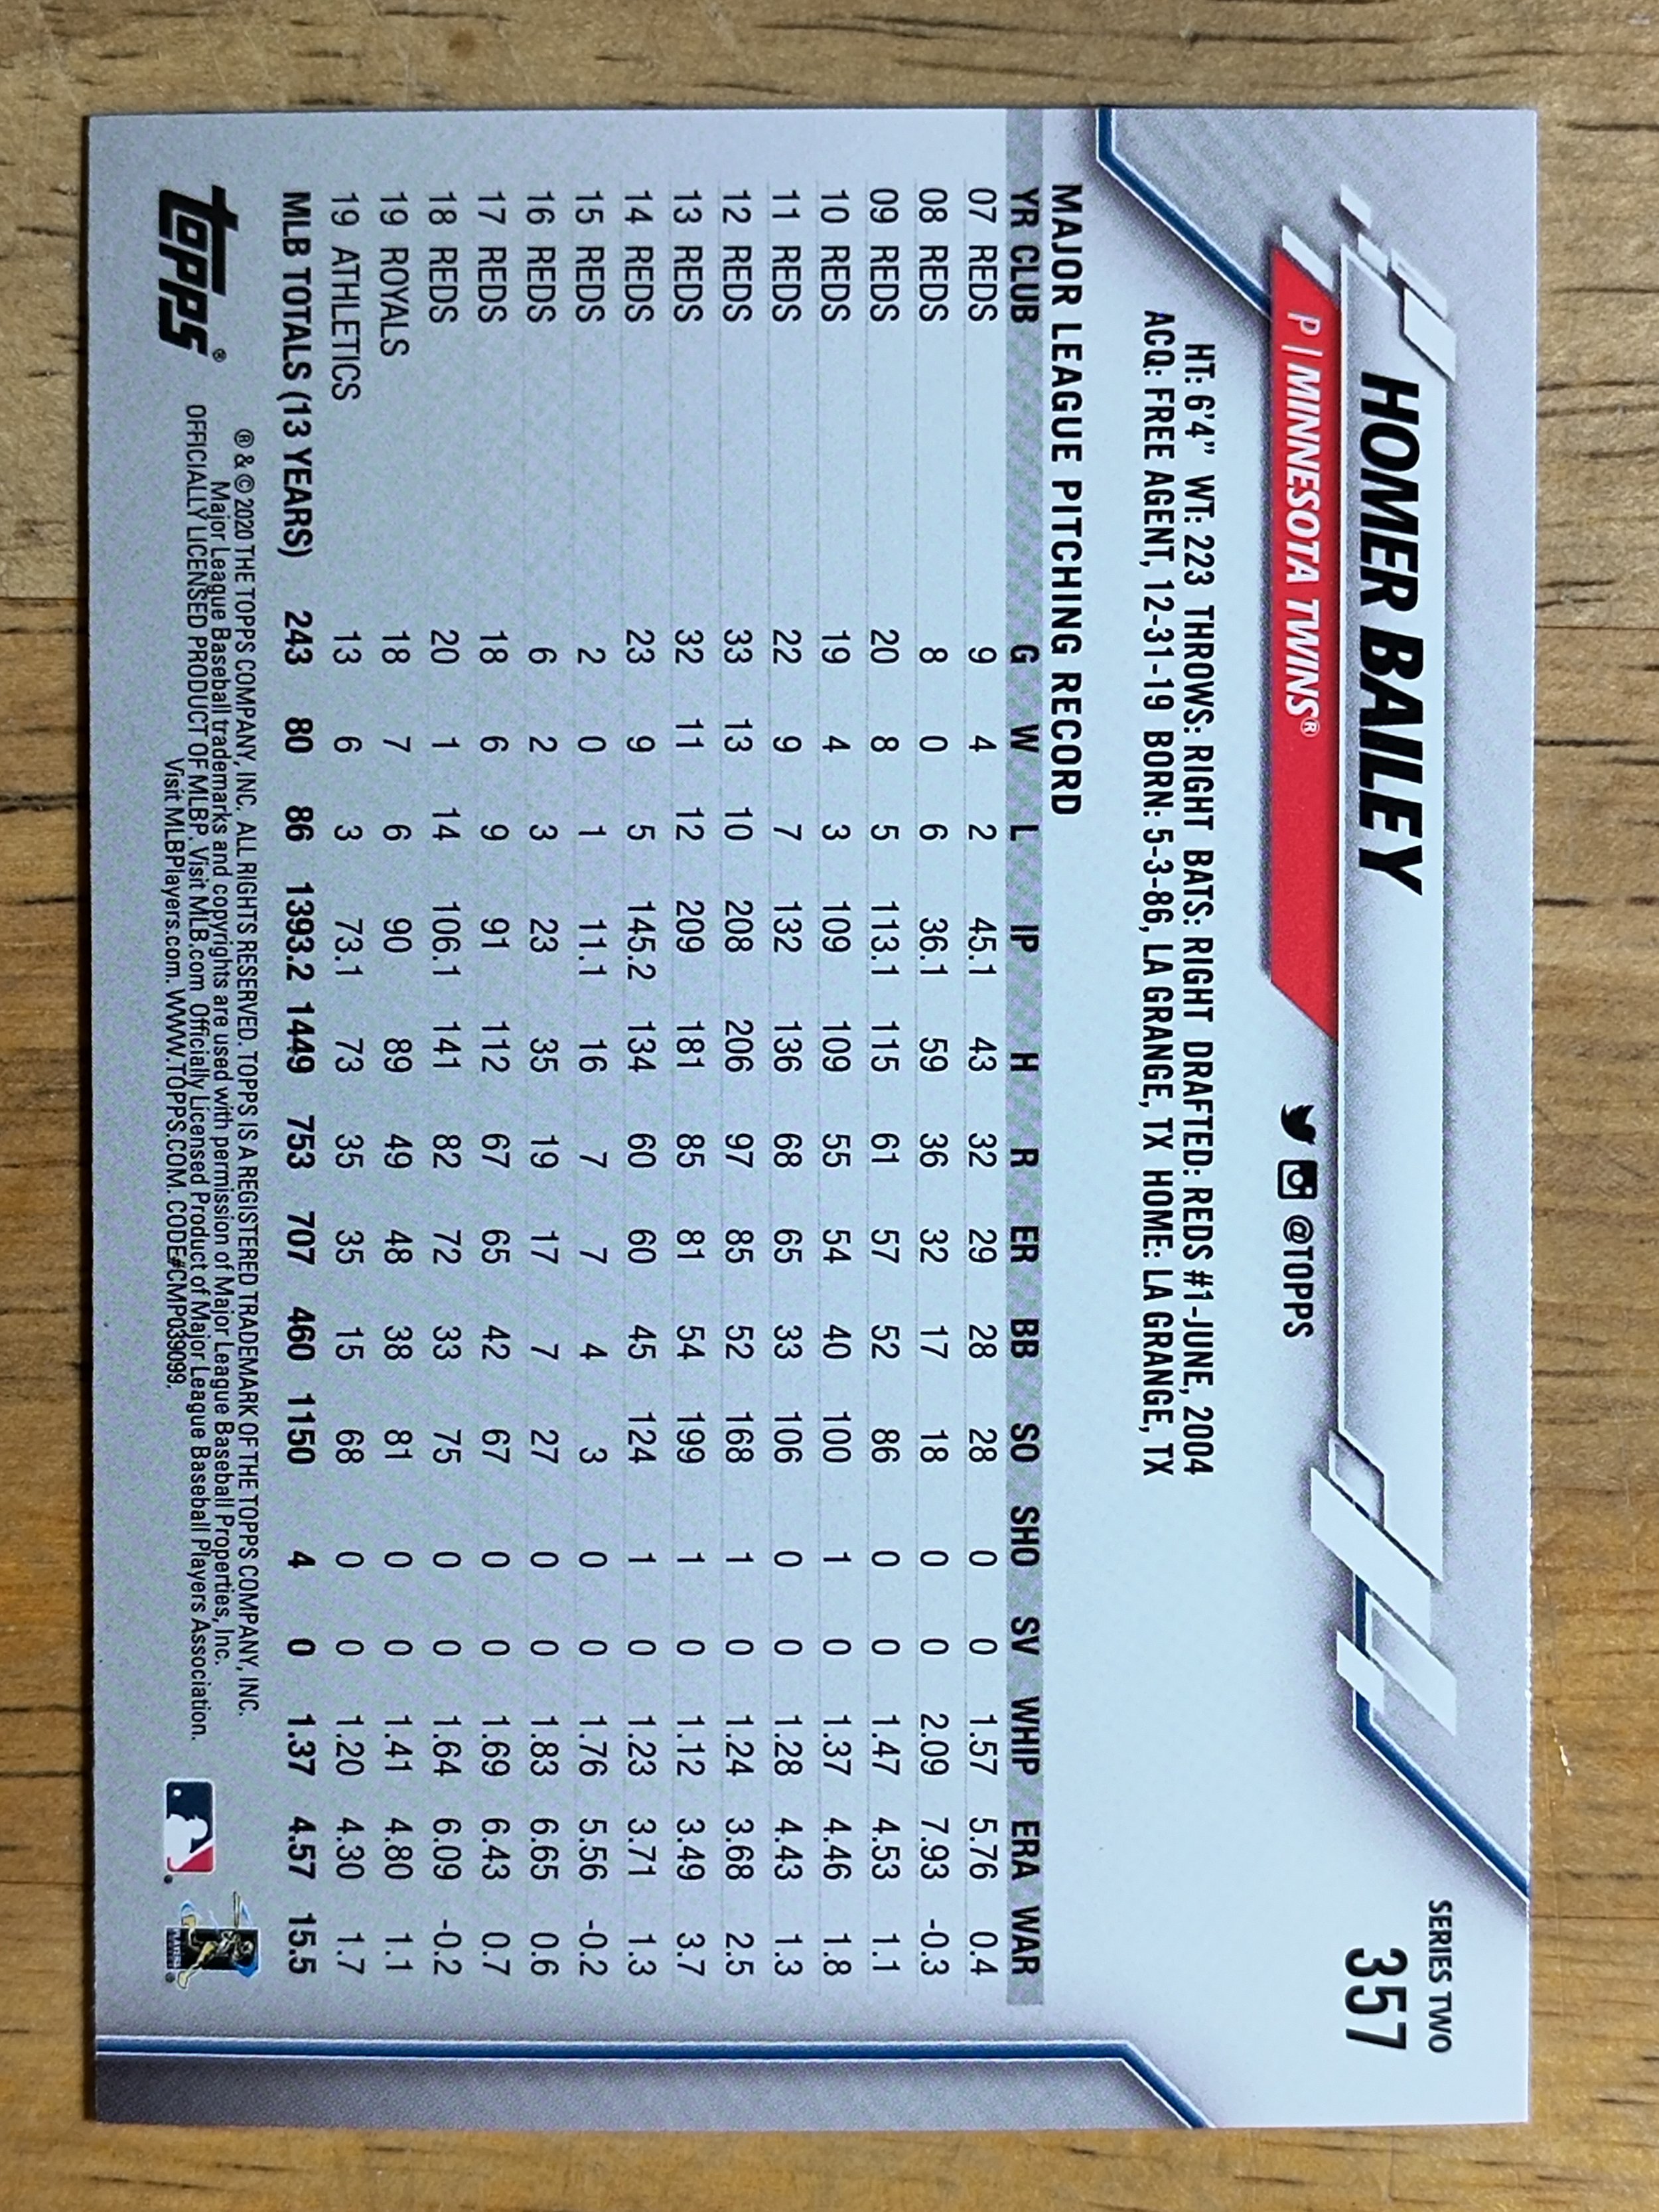 SERIES TWO
357
HOMER BAILEY
P | MINNESOTA TWINS®
@TOPPS
HT: 6'4" WT: 223 THROWS: RIGHT BATS: RIGHT DRAFTED: REDS #1-JUNE, 2004
ACQ: FREE AGENT, 12-31-19 BORN: 5-3-86, LA GRANGE, TX HOME: LA GRANGE, TX
MAJOR LEAGUE PITCHING RECORD
YR CLUB G W L IP H R ER BB SO SHO SV WHIP ERA WAR
07 REDS 9 4 2 45.1 43 32 29 28 28 0 0 1.57 5.76 0.4
08 REDS 8 0 6 36.1 59 36 32 17 18 0 0 2.09 7.93 -0.3
09 REDS 20 8 5 113.1 115 61 57 52 86 0 0 1.47 4.53 1.1
10 REDS 19 4 3 109 109 55 54 40 100 1 0 1.37 4.46 1.8
11 REDS 22 9 7 132 136 68 65 33 106 0 0 1.28 4.43 1.3
12 REDS 33 13 10 208 206 97 85 52 168 1 0 1.24 3.68 2.5
13 REDS 32 11 12 209 181 85 81 54 199 1 0 1.12 3.49 3.7
14 REDS 23 9 5 145.2 134 60 60 45 124 1 0 1.23 3.71 1.3
15 REDS 2 0 1 11.1 16 7 7 4 3 0 0 1.76 5.56 -0.2
16 REDS 6 2 3 23 35 19 17 7 27 0 0 1.83 6.65 0.6
17 REDS 18 6 9 91 112 67 65 42 67 0 0 1.69 6.43 0.7
18 REDS 20 1 14 106.1 141 82 72 33 75 0 0 1.64 6.09 -0.2
19 ROYALS 18 7 6 90 89 49 48 38 81 0 0 1.41 4.80 1.1
19 ATHLETICS 13 6 3 73.1 73 35 35 15 68 0 0 1.20 4.30 1.7
MLB TOTALS (13 YEARS) 243 80 86 1393.2 1449 753 707 460 1150 4 0 1.37 4.57 15.5
TOPPS®
® & © 2020 THE TOPPS COMPANY, INC. ALL RIGHTS RESERVED. TOPPS IS A REGISTERED TRADEMARK OF THE TOPPS COMPANY, INC.
Major League Baseball trademarks and copyrights are used with permission of Major League Baseball Properties, Inc.
OFFICIALLY LICENSED PRODUCT OF MLBP. Visit MLB.com. Officially Licensed Product of Major League Baseball Players Association.
Visit MLBPlayers.com. WWW.TOPPS.COM. CODE#CMP039099.
PLAYERS